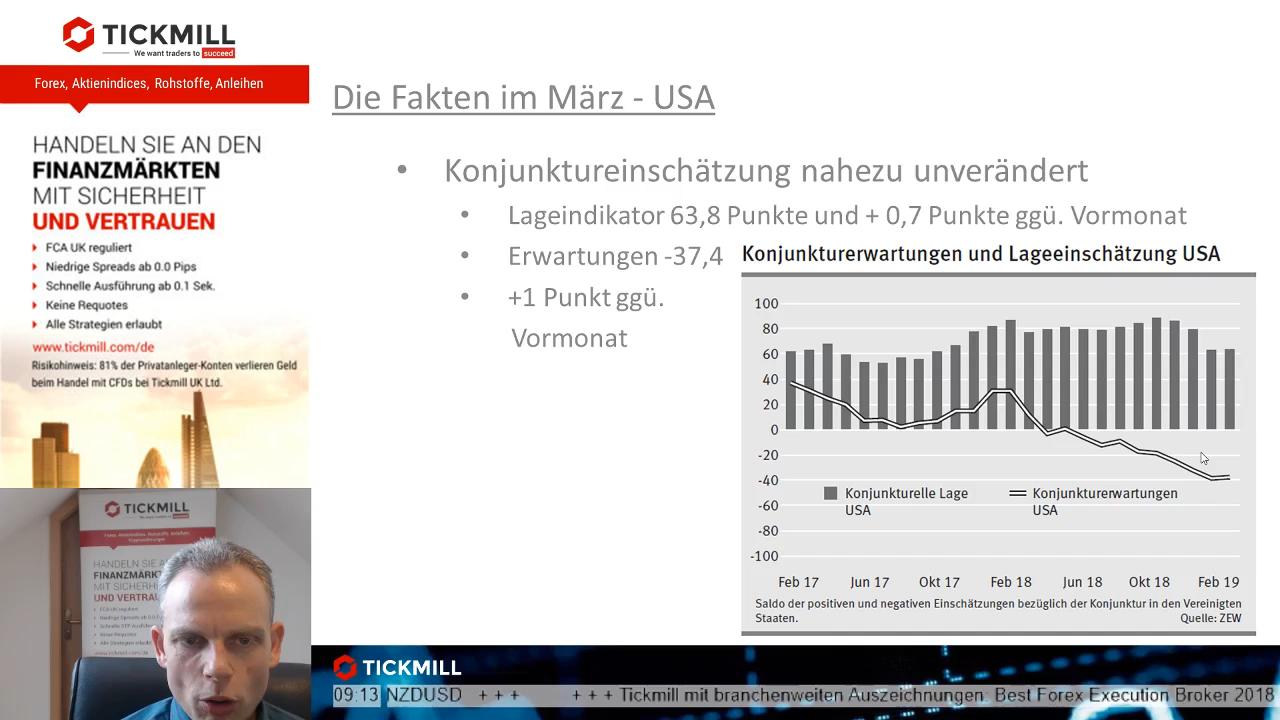 TICKMILL
We want traders to succeed
Forex, Aktienindices, Rohstoffe, Anleihen
HANDELN SIE AN DEN
FINANZMÄRKTEN
MIT SICHERHEIT
UND VERTRAUEN
FCA UK reguliert
Niedrige Spreads ab 0.0 Pips
Schnelle Ausführung ab 0.1 Sek.
Keine Requotes
Alle Strategien erlaubt
www.tickmill.com/de
Risikohinweis: 81% der Privatanleger-Konten verlieren Geld
beim Handel mit CFDs bei Tickmill UK Ltd.
Die Fakten im März - USA
• Konjunktureinschätzung nahezu unverändert
• Lageindikator 63,8 Punkte und + 0,7 Punkte ggü. Vormonat
• Erwartungen -37,4
• +1 Punkt ggü.
Vormonat
Konjunkturerwartungen und Lageeinschätzung USA
100
80
60
40
20
0
-20
-40
-60
-80
-100
Konjunkturelle Lage
USA
Konjunkturerwartungen
USA
Feb 17 Jun 17 Okt 17 Feb 18 Jun 18 Okt 18 Feb 19
Saldo der positiven und negativen Einschätzungen bezüglich der Konjunktur in den Vereinigten
Staaten. Quelle: ZEW
TICKMILL
HANDELN SIE
FINANZMÄRKT
MIT SICHERHE
UND VERTRAU
TICKMILL
09:13 NZDUSD + + + + + + Tickmill mit branchenweiten Auszeichnungen: Best Forex Execution Broker 2018